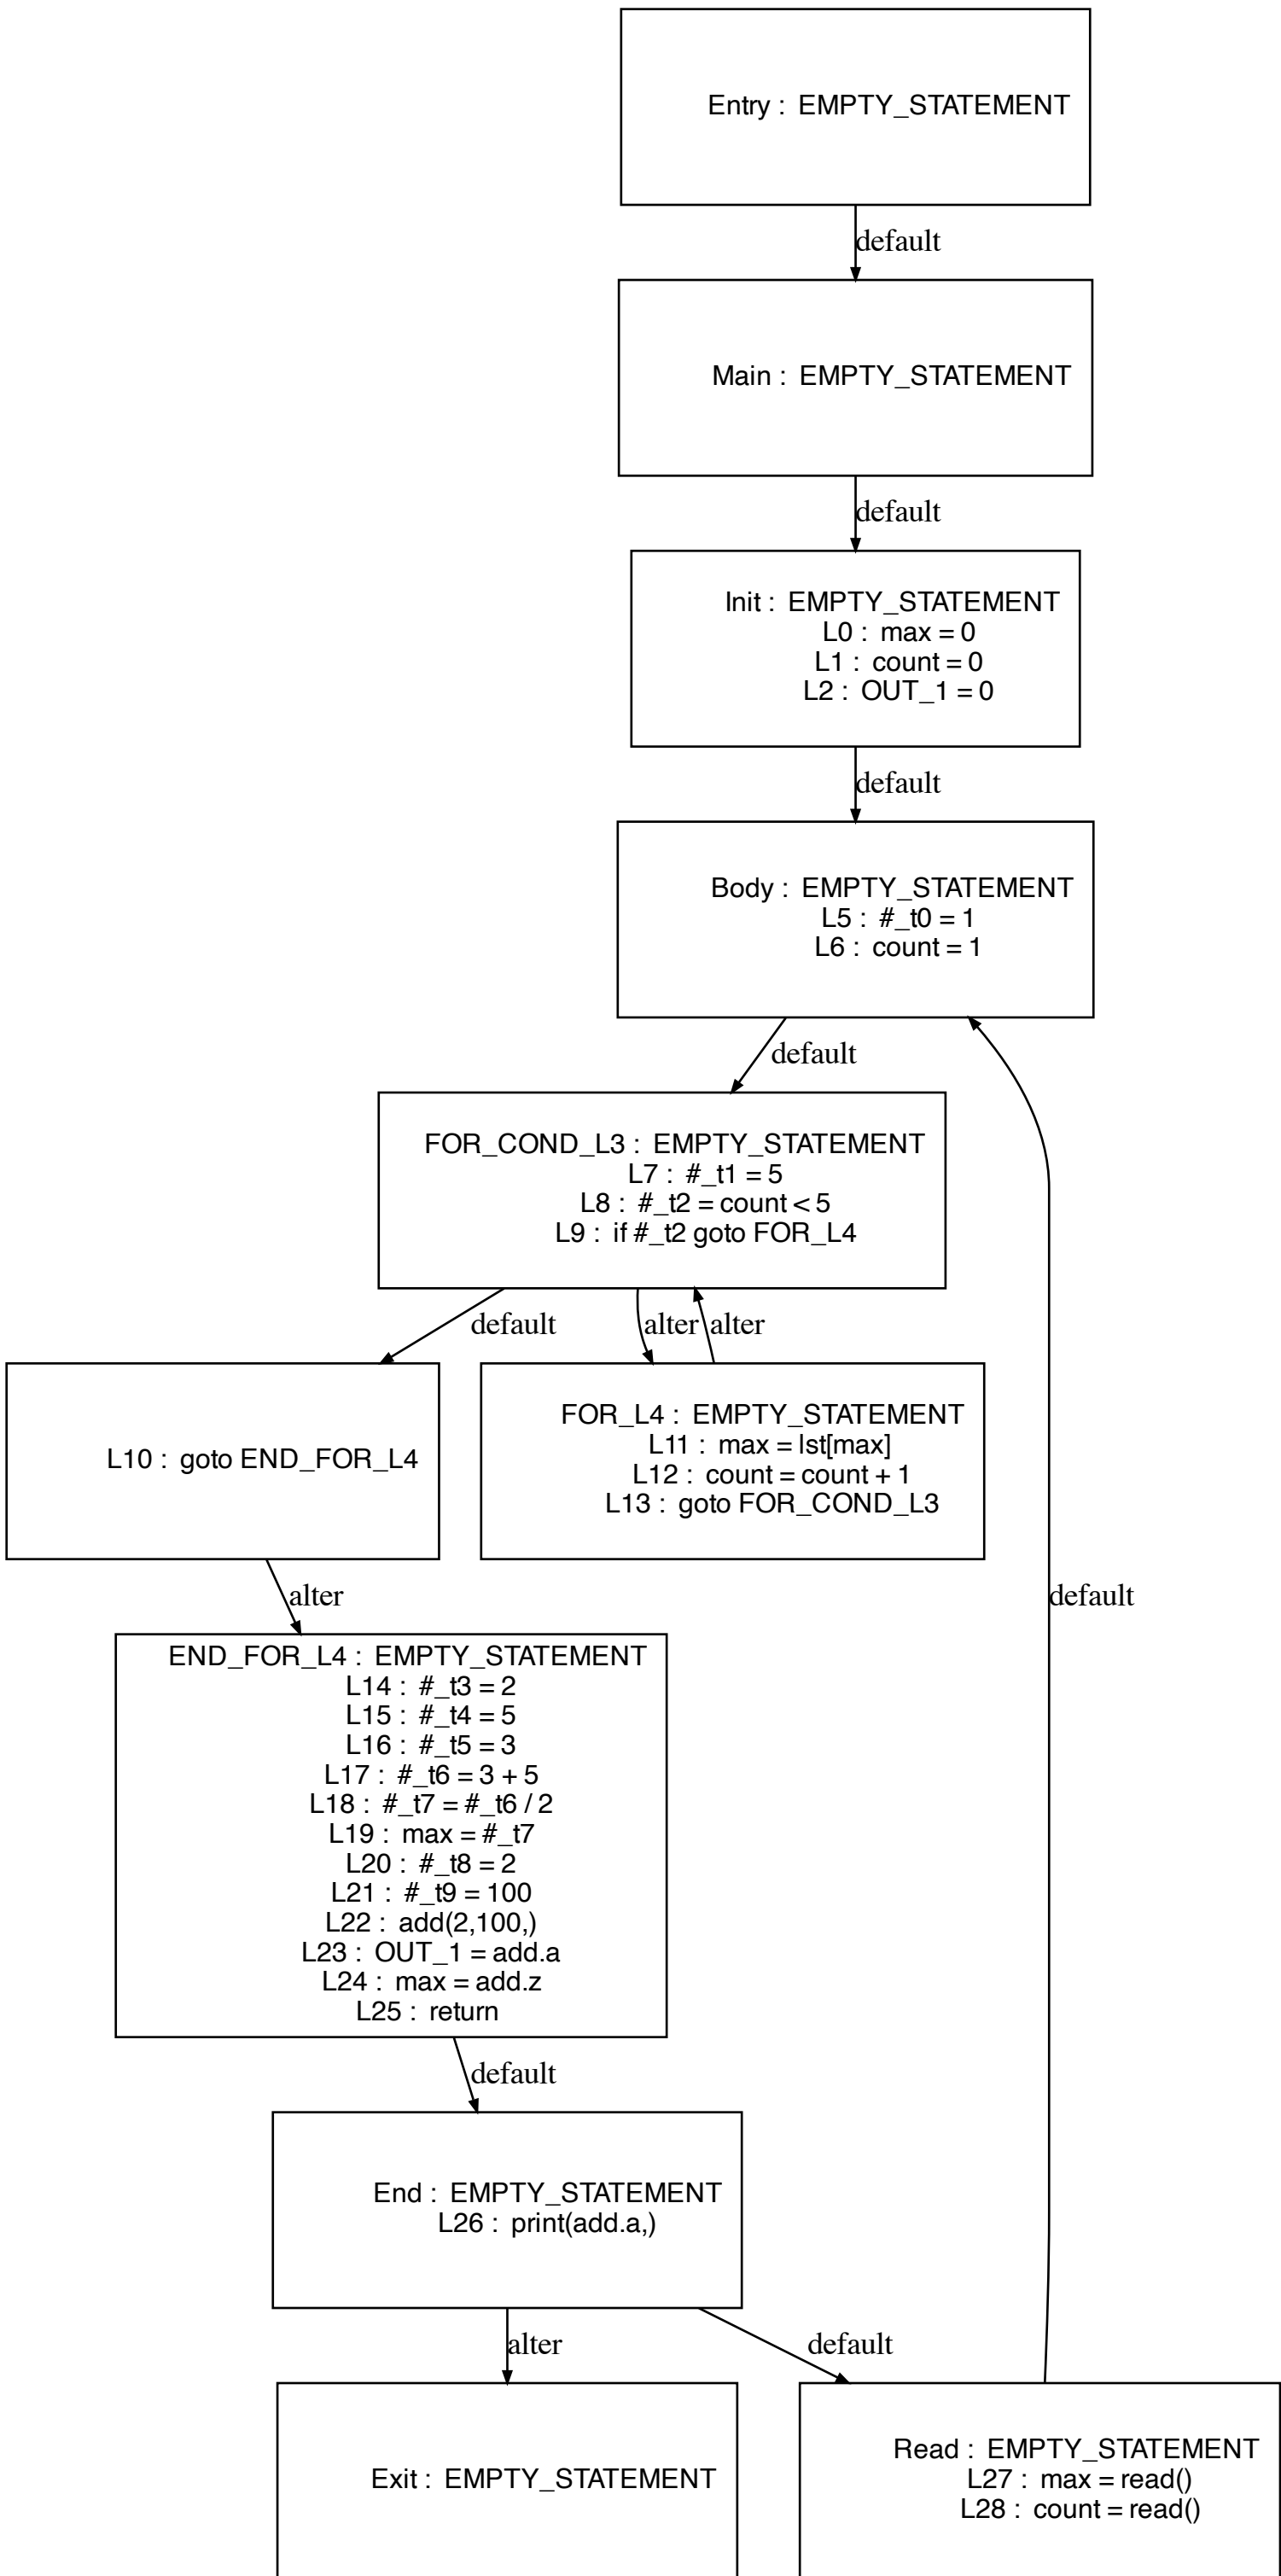 Entry : EMPTY_STATEMENT
default
Main : EMPTY_STATEMENT
default
Init : EMPTY_STATEMENT
L0 : max = 0
L1 : count = 0
L2 : OUT_1 = 0
default
Body : EMPTY_STATEMENT
L5 : #_t0 = 1
L6 : count = 1
default
FOR_COND_L3 : EMPTY_STATEMENT
L7 : #_t1 = 5
L8 : #_t2 = count < 5
L9 : if #_t2 goto FOR_L4
default
alter
alter
L10 : goto END_FOR_L4
FOR_L4 : EMPTY_STATEMENT
L11 : max = lst[max]
L12 : count = count + 1
L13 : goto FOR_COND_L3
alter
default
END_FOR_L4 : EMPTY_STATEMENT
L14 : #_t3 = 2
L15 : #_t4 = 5
L16 : #_t5 = 3
L17 : #_t6 = 3 + 5
L18 : #_t7 = #_t6 / 2
L19 : max = #_t7
L20 : #_t8 = 2
L21 : #_t9 = 100
L22 : add(2,100,)
L23 : OUT_1 = add.a
L24 : max = add.z
L25 : return
default
End : EMPTY_STATEMENT
L26 : print(add.a,)
alter
default
Exit : EMPTY_STATEMENT
Read : EMPTY_STATEMENT
L27 : max = read()
L28 : count = read()